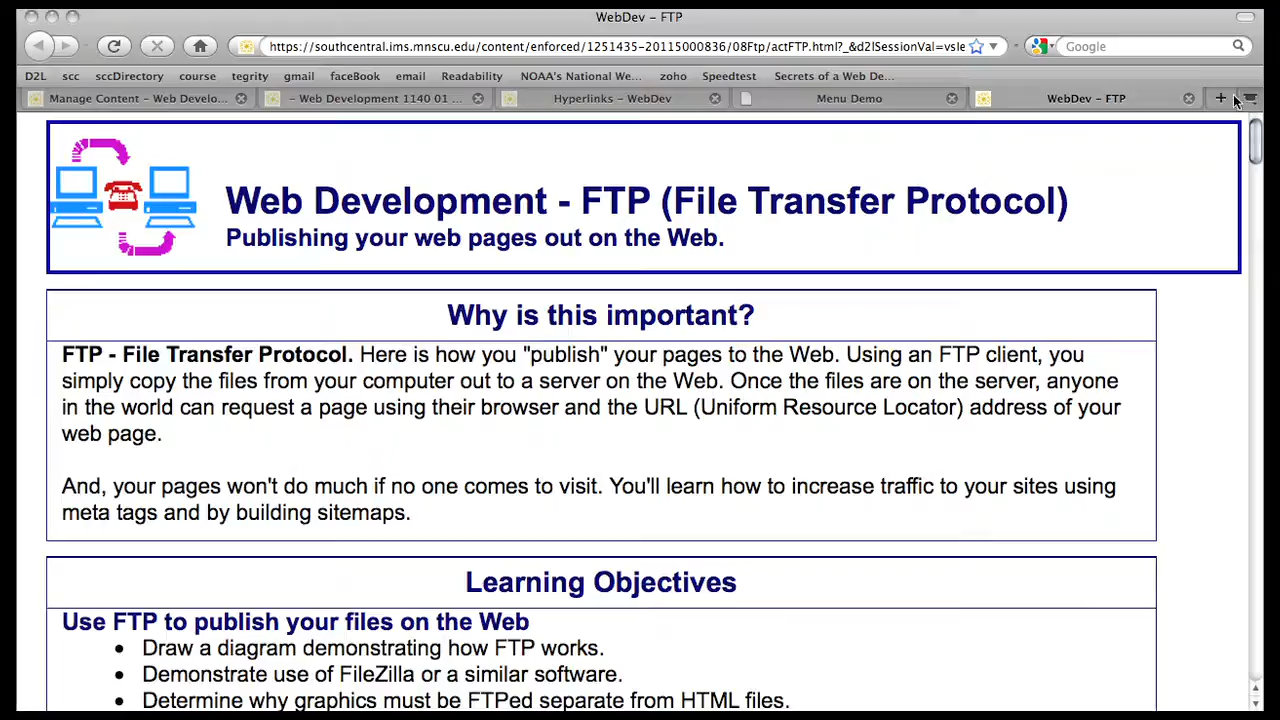 WebDev – FTP
https://southcentral.ims.mnscu.edu/content/enforced/1251435-20115000836/08Ftp/actFTP.html?_&d2lSessionVal=vsle
Google
D2L scc sccDirectory course tegrity gmail faceBook email Readability NOAA's National We... zoho Speedtest Secrets of a Web De...
Manage Content – Web Develo... – Web Development 1140 01 ... Hyperlinks – WebDev Menu Demo WebDev – FTP
Web Development - FTP (File Transfer Protocol)
Publishing your web pages out on the Web.
Why is this important?
FTP - File Transfer Protocol. Here is how you "publish" your pages to the Web. Using an FTP client, you
simply copy the files from your computer out to a server on the Web. Once the files are on the server, anyone
in the world can request a page using their browser and the URL (Uniform Resource Locator) address of your
web page.
And, your pages won't do much if no one comes to visit. You'll learn how to increase traffic to your sites using
meta tags and by building sitemaps.
Learning Objectives
Use FTP to publish your files on the Web
• Draw a diagram demonstrating how FTP works.
• Demonstrate use of FileZilla or a similar software.
• Determine why graphics must be FTPed separate from HTML files.